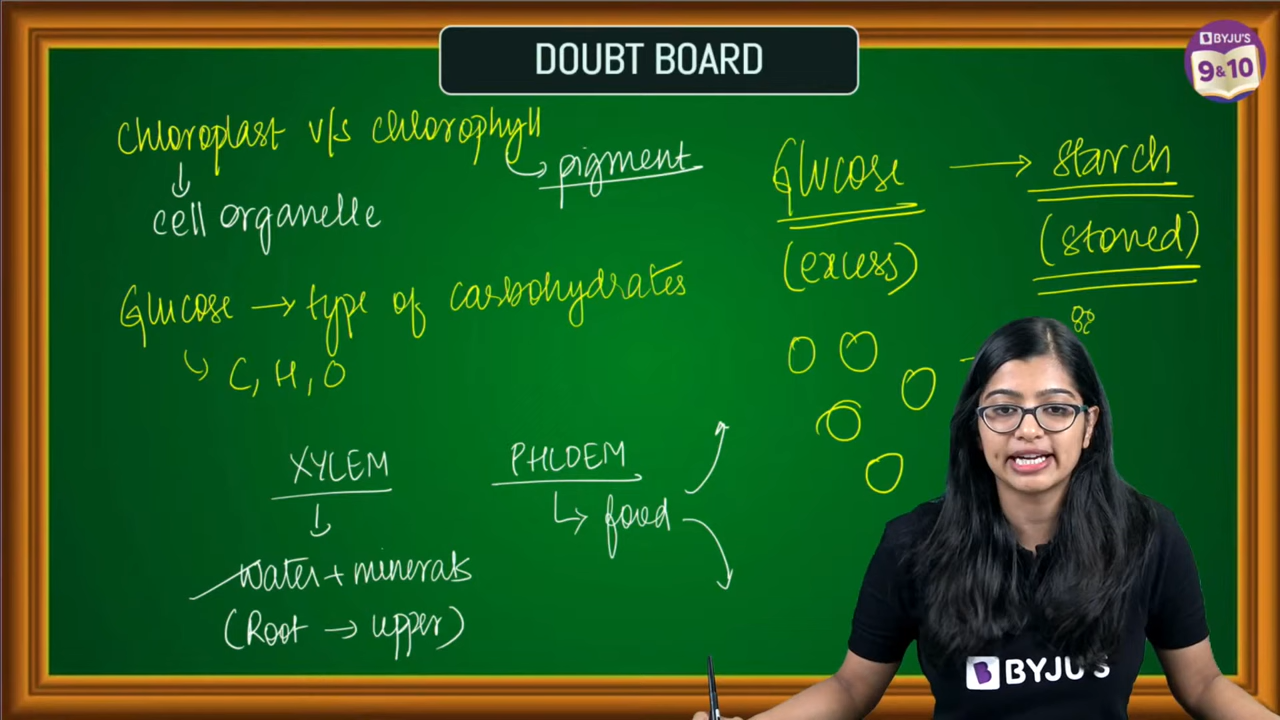 DOUBT BOARD
BYJU'S
9&10
Chloroplast v/s chlorophyll
pigment
cell organelle
Glucose → type of carbohydrates
C, H, O
Glucose → starch
(excess) (stored)
XYLEM
Water + minerals
(Root → upper)
PHLOEM
food
BYJU'S